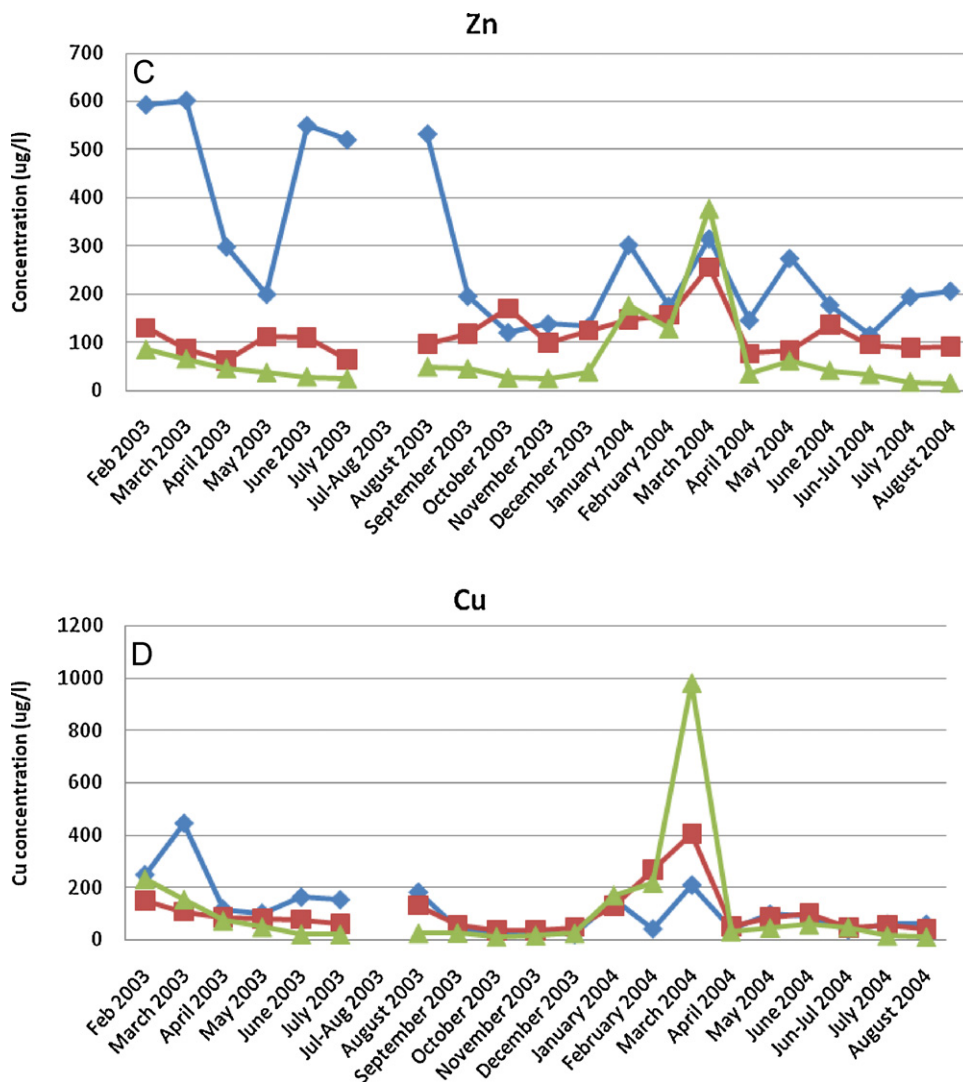 Zn
C
Concentration (ug/l)
700
600
500
400
300
200
100
0
Feb 2003
March 2003
April 2003
May 2003
June 2003
July 2003
Jul-Aug 2003
August 2003
September 2003
October 2003
November 2003
December 2003
January 2004
February 2004
March 2004
April 2004
May 2004
June 2004
Jun-Jul 2004
July 2004
August 2004
Cu
D
Cu concentration (ug/l)
1200
1000
800
600
400
200
0
Feb 2003
March 2003
April 2003
May 2003
June 2003
July 2003
Jul-Aug 2003
August 2003
September 2003
October 2003
November 2003
December 2003
January 2004
February 2004
March 2004
April 2004
May 2004
June 2004
Jun-Jul 2004
July 2004
August 2004